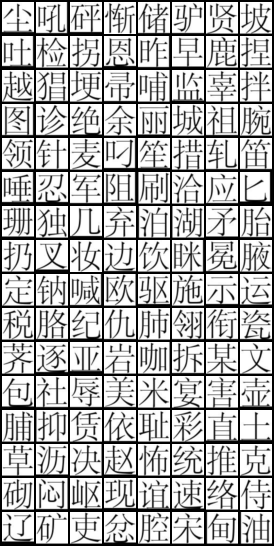 尘吼砰惭储驴贤坡
吐检拐恩昨早鹿捏
越猖埂帚哺监辜拌
图诊绝余丽城祖腕
领针麦叼笙措轧笛
唾忍军阻刷洽应匕
珊独几弃泊湖矛胎
扔叉妆边饮眯冕腋
定钠喊欧驱施示运
税胳纪仇肺翎衔瓷
荠逐亚岩咖拆某文
包社辱美米宴害壶
脯抑赁依耻彩直土
草沥决赵怖统推克
砌闷岖现谊速络侍
辽矿吏忿腔宋甸油